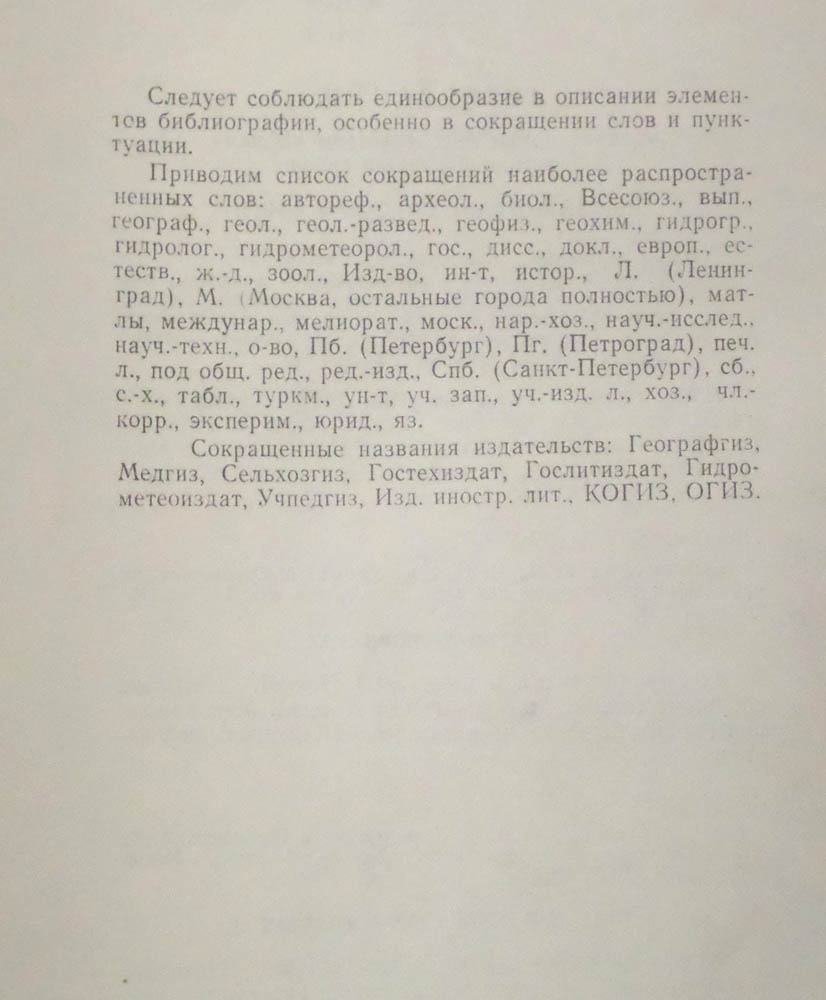 Следует соблюдать единообразие в описании элемен-
тов библиографии, особенно в сокращении слов и пунк-
туации.
Приводим список сокращений наиболее распростра-
ненных слов: автореф., археол., биол., Всесоюз., вып.,
географ., геол., геол.-развед., геофиз., геохим., гидрогр.,
гидролог., гидрометеорол., гос., дисс., докл., европ., ес-
теств., ж.-д., зоол., Изд-во, ин-т, истор., Л. (Ленин-
град), М. (Москва, остальные города полностью), мат-
лы, междунар., мелиорат., моск., нар.-хоз., науч.-исслед.,
науч.-техн., о-во, Пб. (Петербург), Пг. (Петроград), печ.
л., под общ. ред., ред.-изд., Спб. (Санкт-Петербург), сб.,
с.-х., табл., туркм., ун-т, уч. зап., уч.-изд. л., хоз., чл.-
корр., эксперим., юрид., яз.
Сокращенные названия издательств: Географгиз,
Медгиз, Сельхозгиз, Гостехиздат, Гослитиздат, Гидро-
метеоиздат, Учпедгиз, Изд. иностр. лит., КОГИЗ, ОГИЗ.